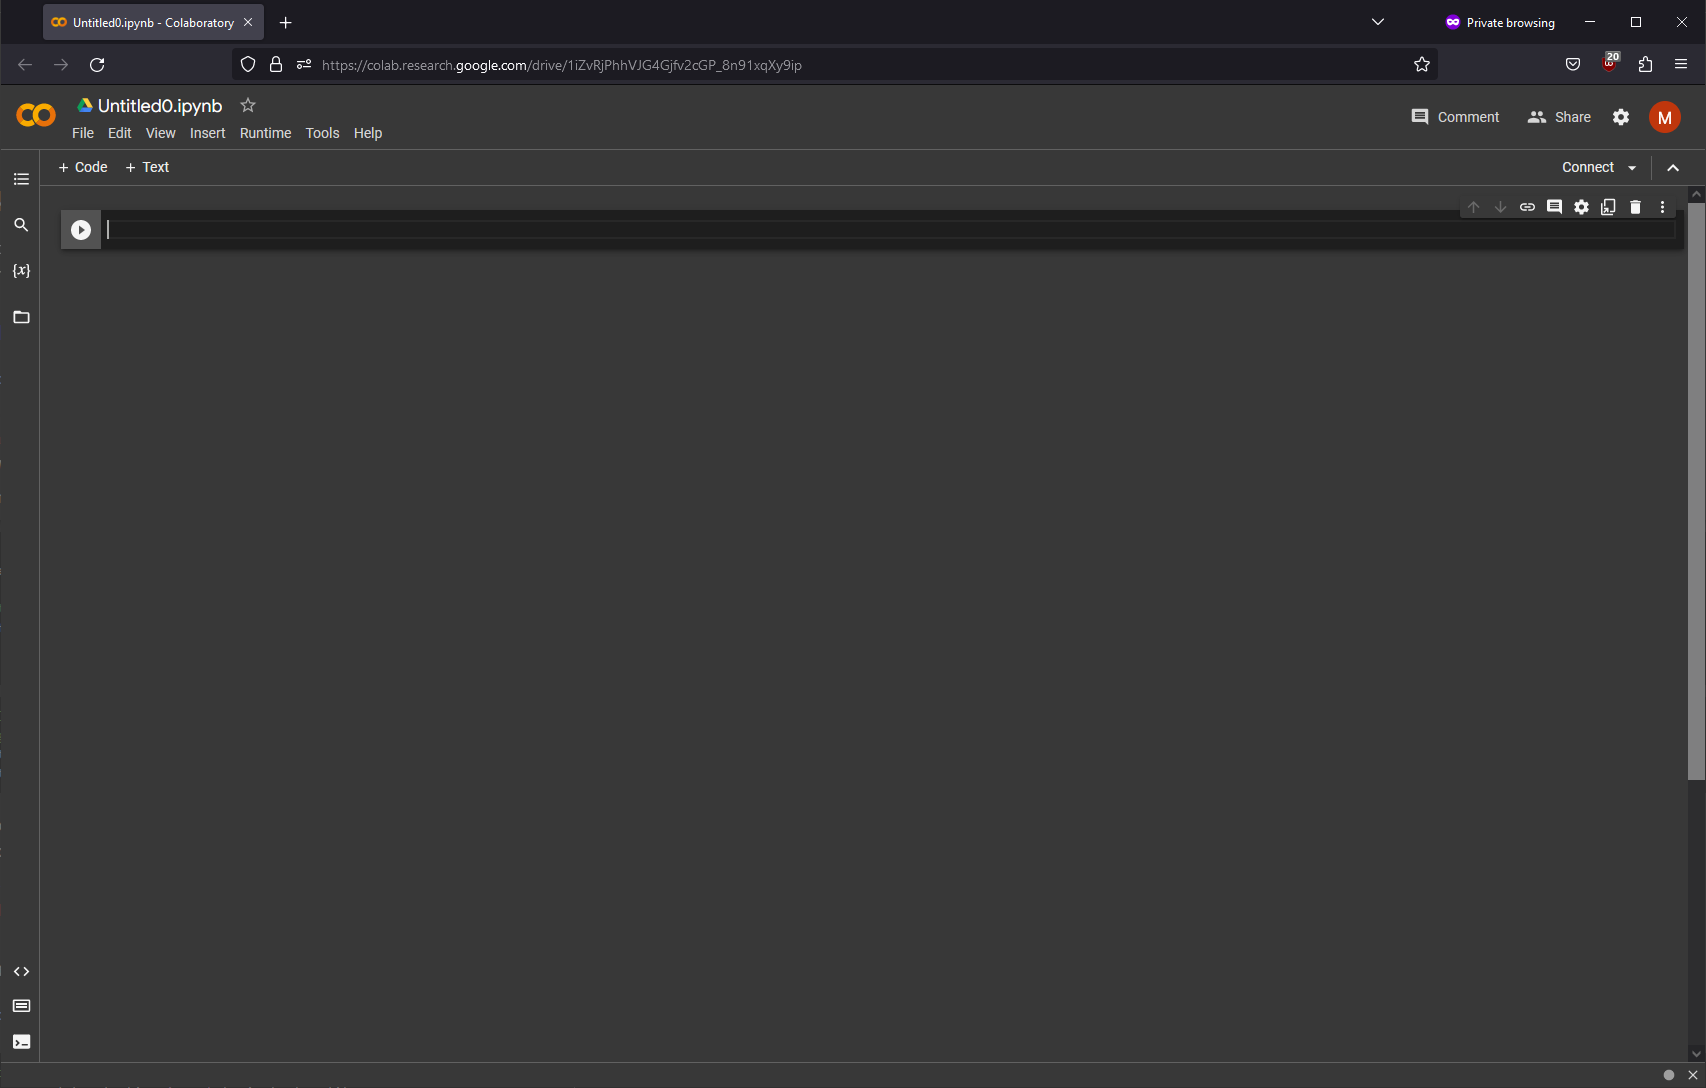 Untitled0.ipynb - Colaboratory
Private browsing
https://colab.research.google.com/drive/1iZvRjPhhVJG4Gjfv2cGP_8n91xqXy9ip
20
Untitled0.ipynb
File Edit View Insert Runtime Tools Help
Comment Share M
+ Code + Text
Connect
{x}